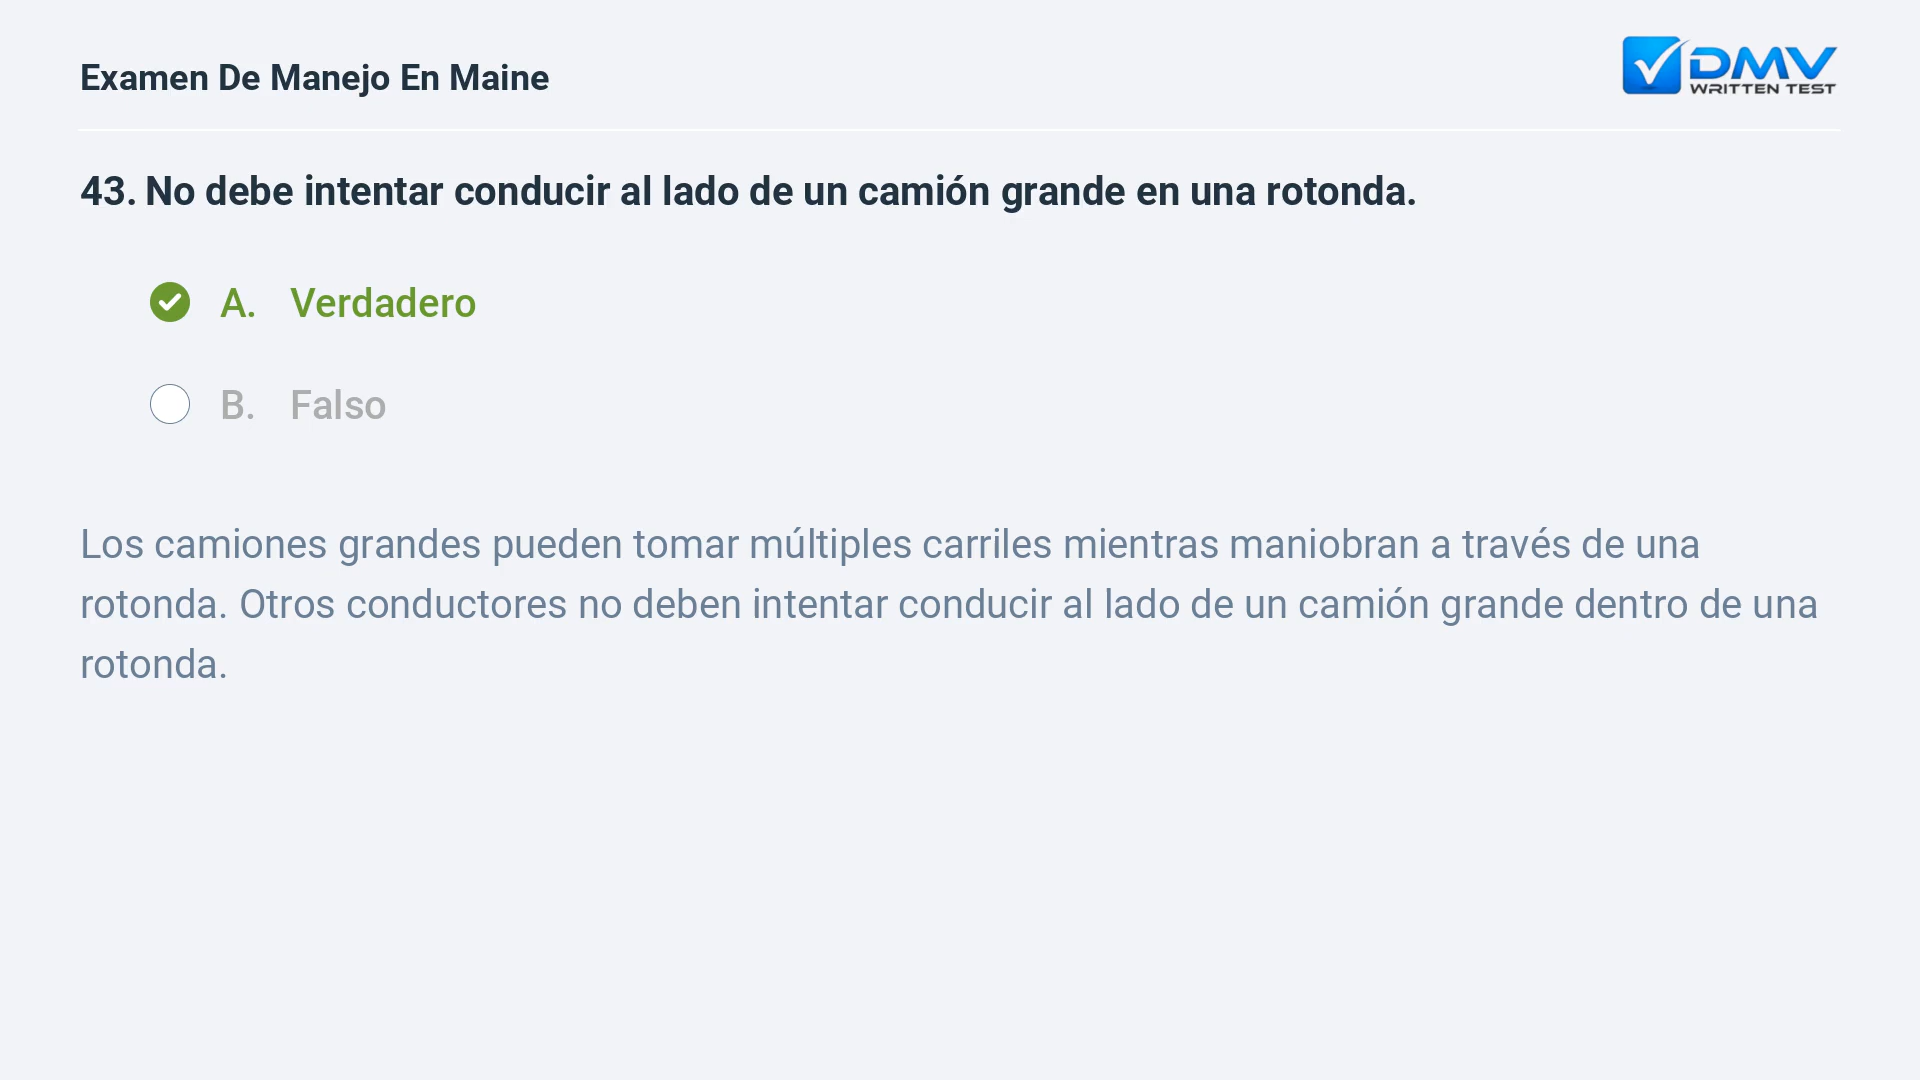 Examen De Manejo En Maine
DMV
WRITTEN TEST
43. No debe intentar conducir al lado de un camión grande en una rotonda.
A. Verdadero
B. Falso
Los camiones grandes pueden tomar múltiples carriles mientras maniobran a través de una
rotonda. Otros conductores no deben intentar conducir al lado de un camión grande dentro de una
rotonda.